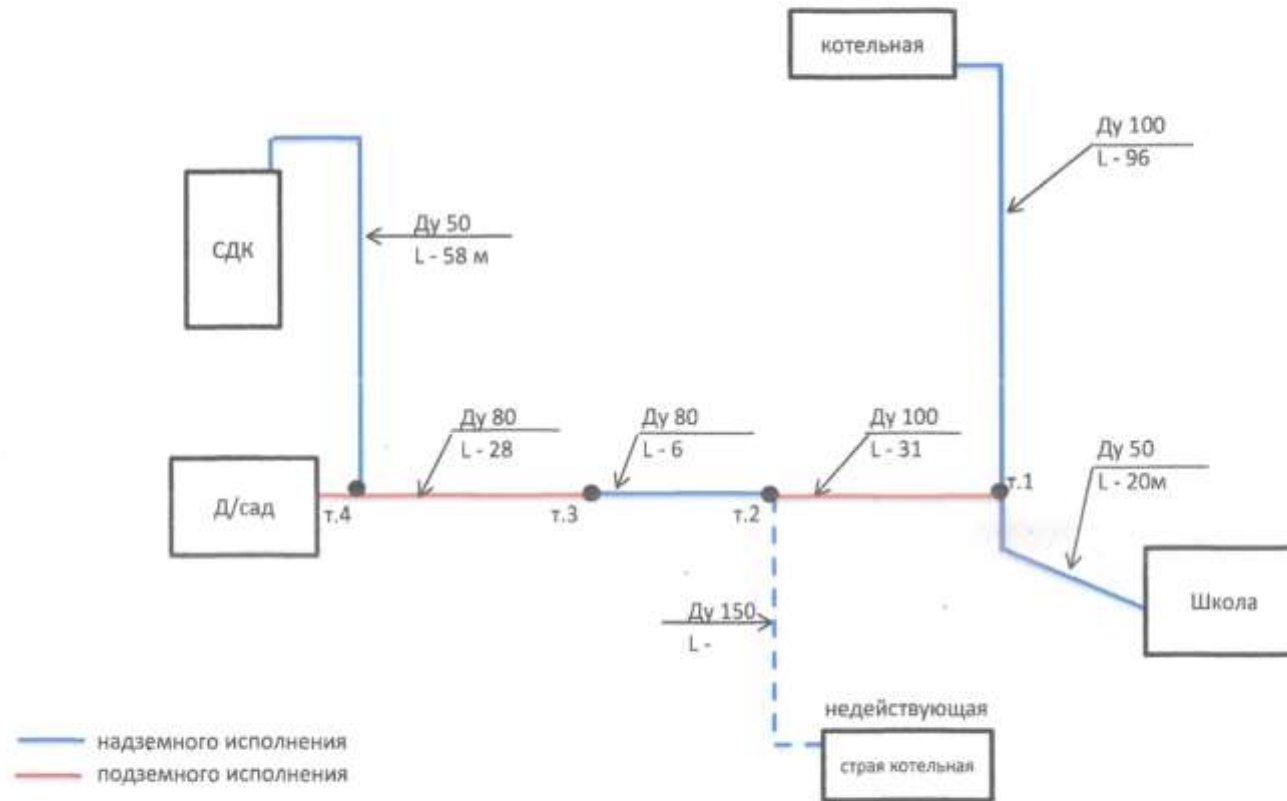 котельная
Ду 100
L - 96
СДК
Ду 50
L - 58 м
Ду 80
L - 28
Ду 80
L - 6
Ду 100
L - 31
Ду 50
L - 20м
т.1
Д/сад
т.4
т.3
т.2
Школа
Ду 150
L -
недействующая
страя котельная
надземного исполнения
подземного исполнения